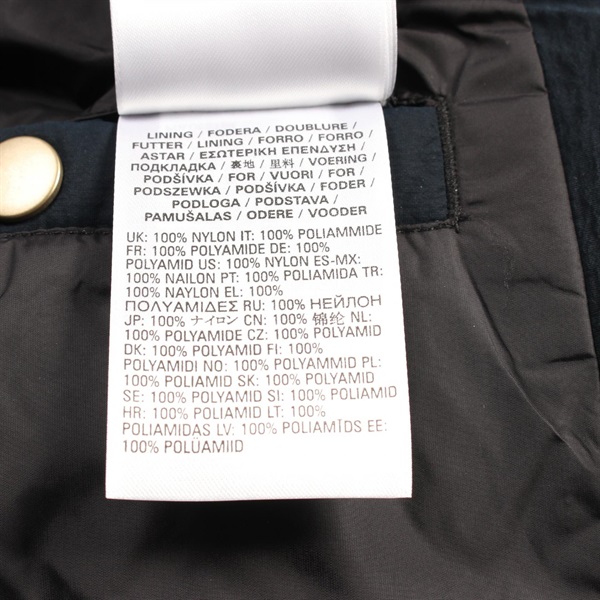 LINING / FODERA / DOUBLURE /
FUTTER / LINING / FORRO / FORRO /
ASTAR / ΕΣΩΤΕΡΙΚΗ ΕΠΕΝΔΥΣΗ /
ПОДКЛАДКА / 裏地 / 里料 / VOERING /
PODŠÍVKA / FOR / VUORI / FOR /
PODSZEWKA / PODŠÍVKA / FODER /
PODLOGA / PODSTAVA /
PAMUŠALAS / ODERE / VOODER
UK: 100% NYLON IT: 100% POLIAMMIDE
FR: 100% POLYAMIDE DE: 100%
POLYAMID US: 100% NYLON ES-MX:
100% NAILON PT: 100% POLIAMIDA TR:
100% NAYLON EL: 100%
ΠΟΛΥΑΜΙΔΕΣ RU: 100% НЕЙЛОН
JP: 100% ナイロン CN: 100% 锦纶 NL:
100% POLYAMIDE CZ: 100% POLYAMID
DK: 100% POLYAMID FI: 100%
POLYAMIDI NO: 100% POLYAMMID PL:
100% POLIAMID SK: 100% POLYAMID
SE: 100% POLYAMID SI: 100% POLIAMID
HR: 100% POLIAMID LT: 100%
POLIAMIDAS LV: 100% POLIAMĪDS EE:
100% POLÜAMIID